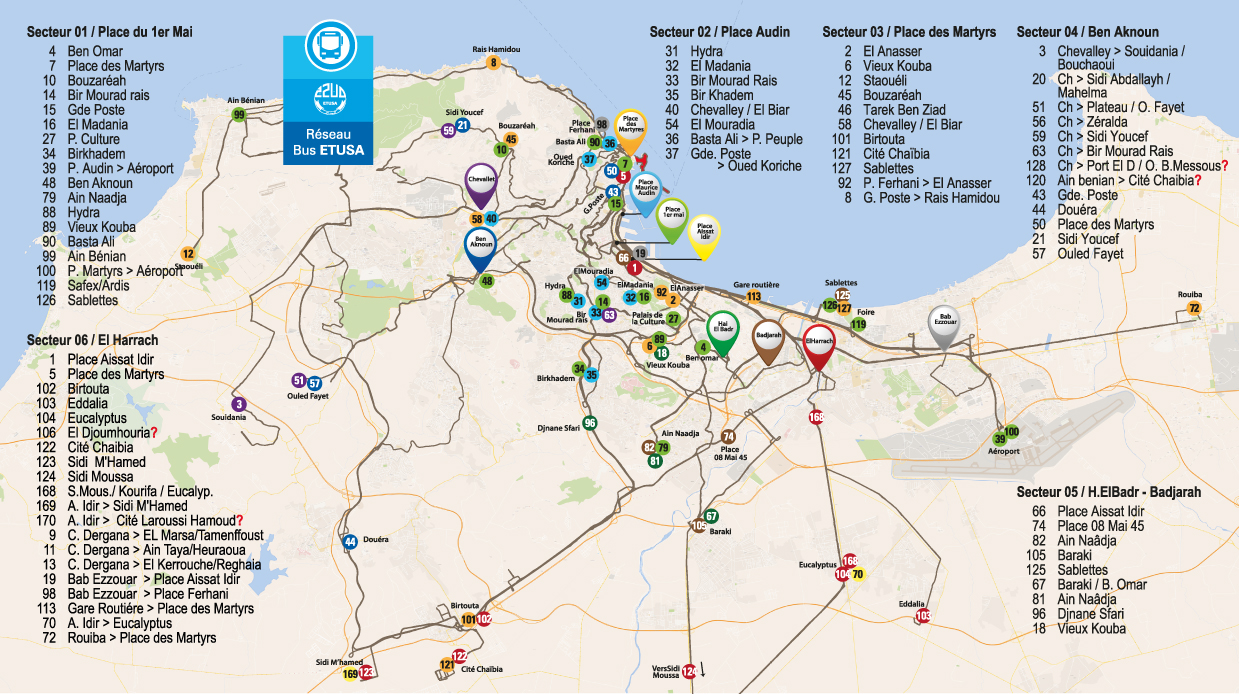 Secteur 01 / Place du 1er Mai
4 Ben Omar
7 Place des Martyrs
10 Bouzaréah
14 Bir Mourad rais
15 Gde Poste
16 El Madania
27 P. Culture
34 Birkhadem
39 P. Audin > Aéroport
48 Ben Aknoun
79 Ain Naadja
88 Hydra
89 Vieux Kouba
90 Basta Ali
99 Ain Bénian
100 P. Martyrs > Aéroport
119 Safex/Ardis
126 Sablettes
Secteur 06 / El Harrach
1 Place Aissat Idir
5 Place des Martyrs
102 Birtouta
103 Eddalia
104 Eucalyptus
106 El Djoumhouria?
122 Cité Chaibia
123 Sidi M'Hamed
124 Sidi Moussa
168 S.Mous./ Kourifa / Eucalyp.
169 A. Idir > Sidi M'Hamed
170 A. Idir > Cité Laroussi Hamoud?
9 C. Dergana > EL Marsa/Tamenffoust
11 C. Dergana > Ain Taya/Heuraoua
13 C. Dergana > El Kerrouche/Reghaia
19 Bab Ezzouar > Place Aissat Idir
98 Bab Ezzouar > Place Ferhani
113 Gare Routiére > Place des Martyrs
70 A. Idir > Eucalyptus
72 Rouiba > Place des Martyrs
ETUSA
Réseau
Bus ETUSA
Secteur 02 / Place Audin
31 Hydra
32 El Madania
33 Bir Mourad Rais
35 Bir Khadem
40 Chevalley / El Biar
54 El Mouradia
36 Basta Ali > P. Peuple
37 Gde. Poste
> Oued Koriche
Secteur 03 / Place des Martyrs
2 El Anasser
6 Vieux Kouba
12 Staouéli
45 Bouzaréah
46 Tarek Ben Ziad
58 Chevalley / El Biar
101 Birtouta
121 Cité Chaïbia
127 Sablettes
92 P. Ferhani > El Anasser
8 G. Poste > Rais Hamidou
Secteur 04 / Ben Aknoun
3 Chevalley > Souidania /
Bouchaoui
20 Ch > Sidi Abdallayh /
Mahelma
51 Ch > Plateau / O. Fayet
56 Ch > Zéralda
59 Ch > Sidi Youcef
63 Ch > Bir Mourad Rais
128 Ch > Port El D / O. B.Messous?
120 Ain benian > Cité Chaibia?
43 Gde. Poste
44 Douéra
50 Place des Martyrs
21 Sidi Youcef
57 Ouled Fayet
Secteur 05 / H.ElBadr - Badjarah
66 Place Aissat Idir
74 Place 08 Mai 45
82 Ain Naâdja
105 Baraki
125 Sablettes
67 Baraki / B. Omar
81 Ain Naâdja
96 Djnane Sfari
18 Vieux Kouba
Rais Hamidou
8
Ain Bénian
99
Sidi Youcef
59 21
Bouzaréah
45
10
Place
Ferhani
98
Basta Ali 90 36
Oued
Koriche
37
Place
des
Martyres
7
50 5
43
G.Poste 15
Place
Maurice
Audin
Place
1er mai
Place
Aissat
Idir
Chevallet
58 40
Ben
Aknoun
48
12
Staouéli
19
66
1
ElMouradia
54
ElMadania
32 16
ElAnasser
92
2
Hydra
88 31
14
Bir
Mourad rais
33 63
Palais de
la Culture
27
Gare routière
113
Sablettes
125
126 127
Foire
119
Rouiba
72
Bab
Ezzouar
Hai
El Badr
Badjarah
ElHarrach
89
6
18
Vieux Kouba
4
Ben omar
Birkhadem
34
35
51 57
Ouled Fayet
3
Souidania
Djnane Sfari
96
Ain Naadja
82 79
81
74
Place
08 Mai 45
168
100
39
Aéroport
67
105
Baraki
44 Douéra
Eucalyptus
168
104 70
Eddalia
103
Birtouta
101 102
122
121
Cité Chaïbia
Sidi M'hamed
169 123
VersSidi
Moussa
124